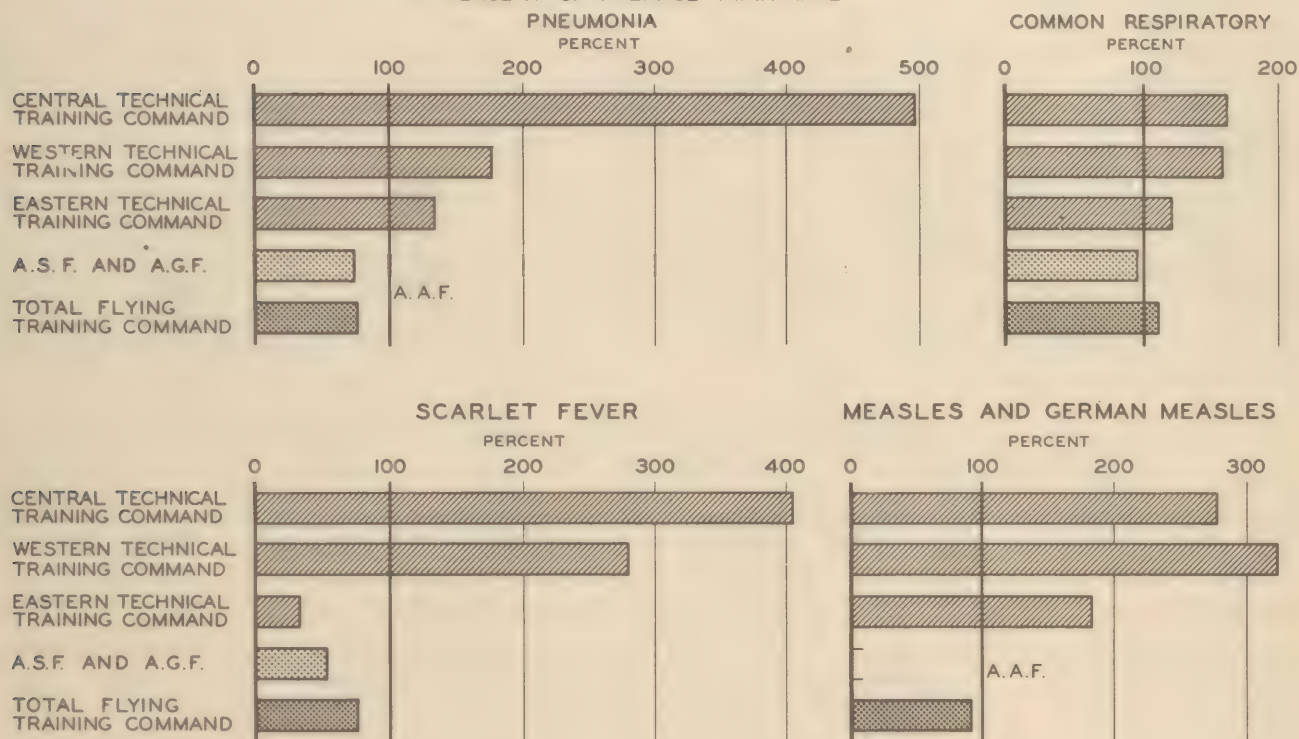 PNEUMONIA
PERCENT
0 100 200 300 400 500
CENTRAL TECHNICAL
TRAINING COMMAND
WESTERN TECHNICAL
TRAINING COMMAND
EASTERN TECHNICAL
TRAINING COMMAND
A.S.F. AND A.G.F.
A.A.F.
TOTAL FLYING
TRAINING COMMAND
COMMON RESPIRATORY
PERCENT
0 100 200
SCARLET FEVER
PERCENT
0 100 200 300 400
CENTRAL TECHNICAL
TRAINING COMMAND
WESTERN TECHNICAL
TRAINING COMMAND
EASTERN TECHNICAL
TRAINING COMMAND
A.S.F. AND A.G.F.
TOTAL FLYING
TRAINING COMMAND
MEASLES AND GERMAN MEASLES
PERCENT
0 100 200 300
A.A.F.